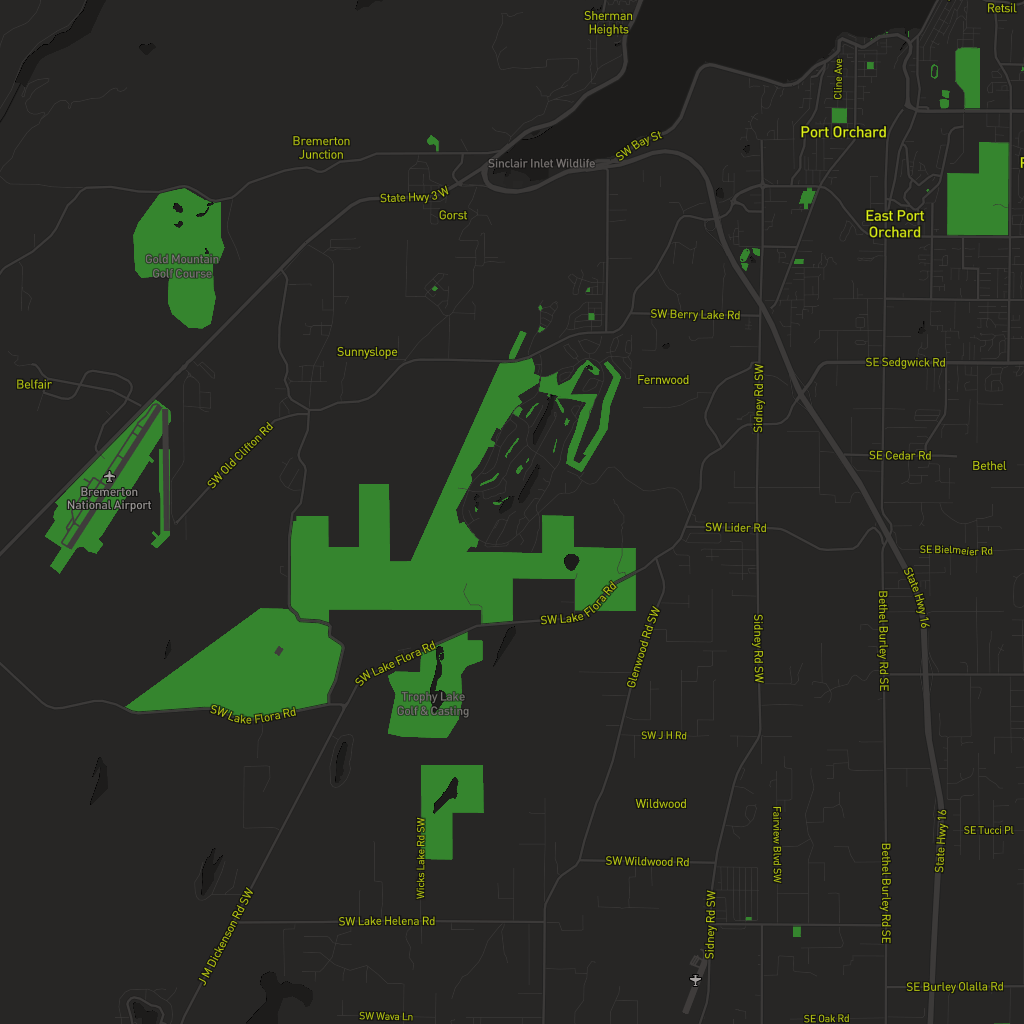 Retsil
Sherman
Heights
Cline Ave
Port Orchard
Bremerton
Junction
SW Bay St
Sinclair Inlet Wildlife
State Hwy 3 W
Gorst
East Port
Orchard
Gold Mountain
Golf Course
SW Berry Lake Rd
Sunnyslope
SE Sedgwick Rd
Belfair
Fernwood
Sidney Rd SW
SW Old Clifton Rd
SE Cedar Rd
Bethel
Bremerton
National Airport
SW Lider Rd
SE Bielmeier Rd
State Hwy 16
SW Lake Flora Rd
Glenwood Rd SW
Sidney Rd SW
Bethel Burley Rd SE
SW Lake Flora Rd
Trophy Lake
Golf & Casting
SW Lake Flora Rd
SW J H Rd
Wildwood
Fairview Blvd SW
State Hwy 16
SE Tucci Pl
Wicks Lake Rd SW
SW Wildwood Rd
Bethel Burley Rd SE
SW Lake Helena Rd
Sidney Rd SW
J M Dickenson Rd SW
SE Burley Olalla Rd
SW Wava Ln
SE Oak Rd